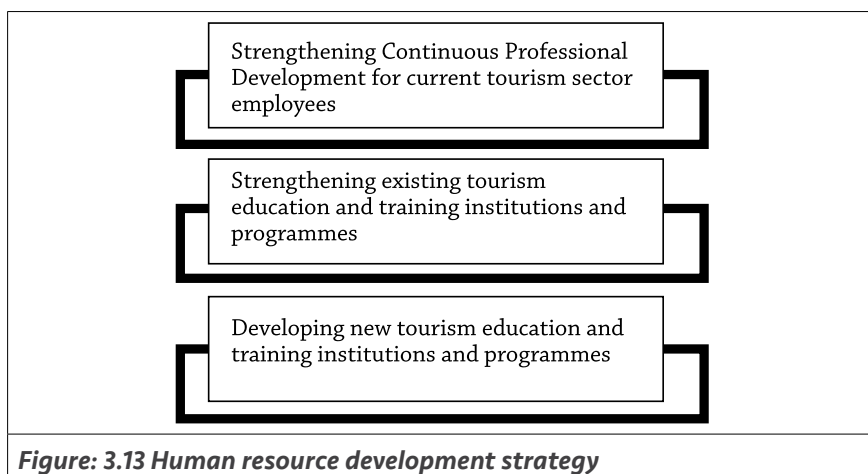 Strengthening Continuous Professional
Development for current tourism sector
employees
Strengthening existing tourism
education and training institutions and
programmes
Developing new tourism education and
training institutions and programmes
Figure: 3.13 Human resource development strategy